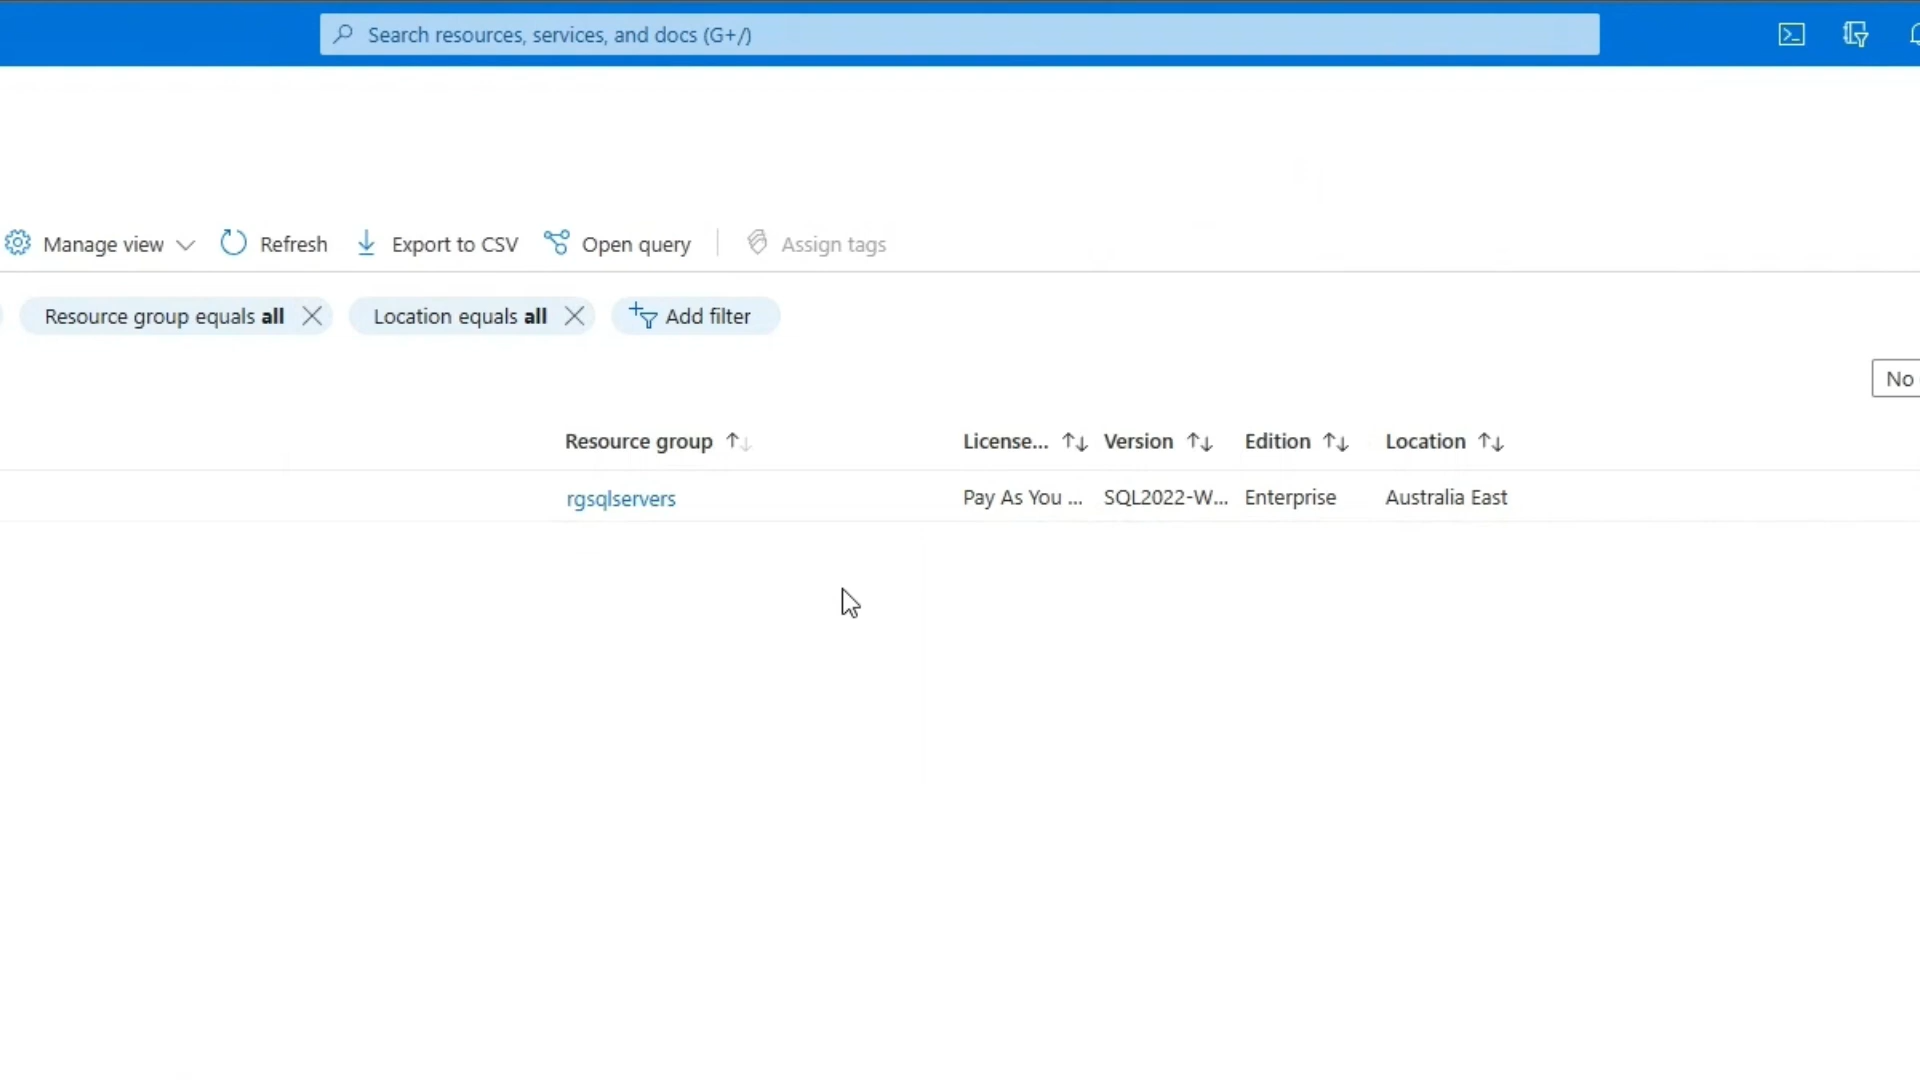 Search resources, services, and docs (G+/)
Manage view Refresh Export to CSV Open query Assign tags
Resource group equals all Location equals all Add filter
No
Resource group License... Version Edition Location
rgsqlservers Pay As You ... SQL2022-W... Enterprise Australia East